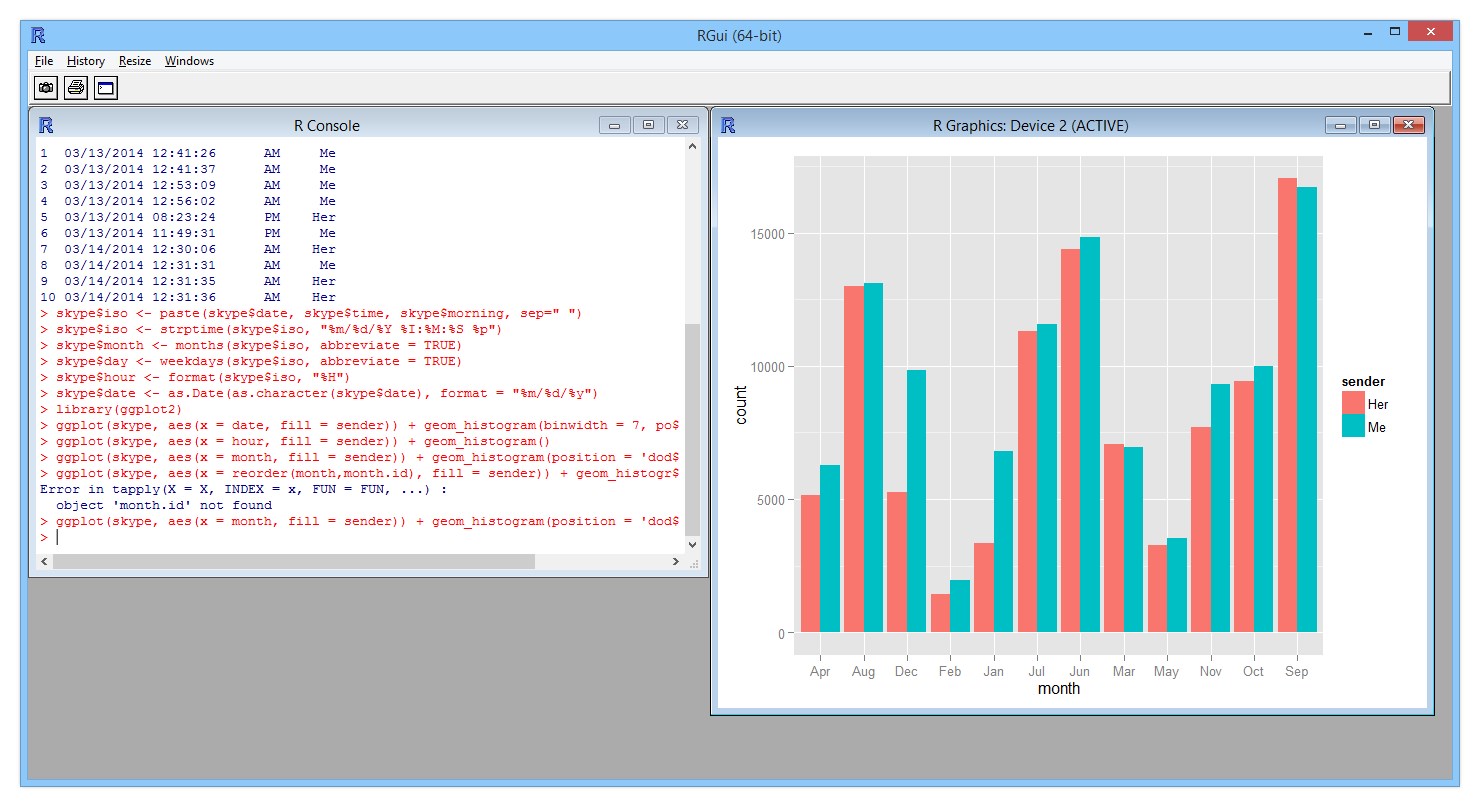 RGui (64-bit)
File History Resize Windows
R Console
1 03/13/2014 12:41:26 AM Me
2 03/13/2014 12:41:37 AM Me
3 03/13/2014 12:53:09 AM Me
4 03/13/2014 12:56:02 AM Me
5 03/13/2014 08:23:24 PM Her
6 03/13/2014 11:49:31 PM Me
7 03/14/2014 12:30:06 AM Her
8 03/14/2014 12:31:31 AM Me
9 03/14/2014 12:31:35 AM Her
10 03/14/2014 12:31:36 AM Her
> skype$iso <- paste(skype$date, skype$time, skype$morning, sep=" ")
> skype$iso <- strptime(skype$iso, "%m/%d/%Y %I:%M:%S %p")
> skype$month <- months(skype$iso, abbreviate = TRUE)
> skype$day <- weekdays(skype$iso, abbreviate = TRUE)
> skype$hour <- format(skype$iso, "%H")
> skype$date <- as.Date(as.character(skype$date), format = "%m/%d/%y")
> library(ggplot2)
> ggplot(skype, aes(x = date, fill = sender)) + geom_histogram(binwidth = 7, po$
> ggplot(skype, aes(x = hour, fill = sender)) + geom_histogram()
> ggplot(skype, aes(x = month, fill = sender)) + geom_histogram(position = 'dod$
> ggplot(skype, aes(x = reorder(month,month.id), fill = sender)) + geom_histogr$
Error in tapply(X = X, INDEX = x, FUN = FUN, ...) :
object 'month.id' not found
> ggplot(skype, aes(x = month, fill = sender)) + geom_histogram(position = 'dod$
>
R Graphics: Device 2 (ACTIVE)
15000
10000
5000
0
count
Apr Aug Dec Feb Jan Jul Jun Mar May Nov Oct Sep
month
sender
Her
Me